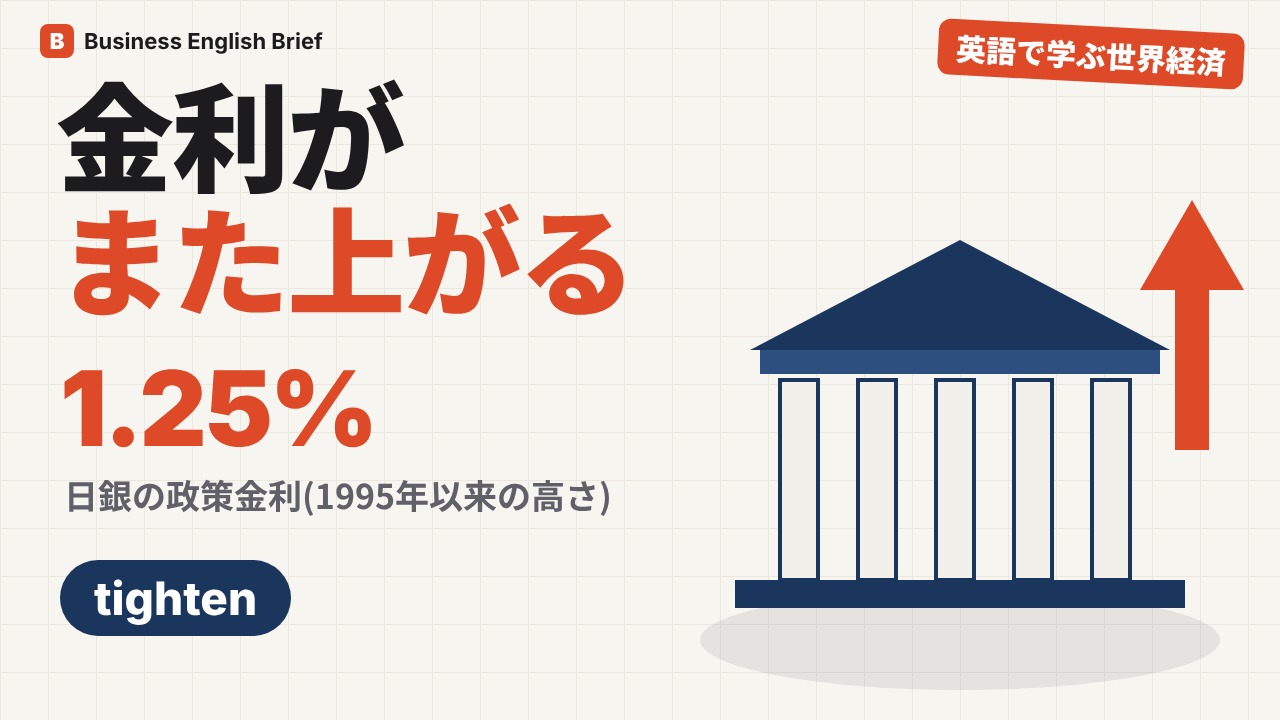 B Business English Brief
英語で学ぶ世界経済
金利が
また上がる
1.25%
日銀の政策金利(1995年以来の高さ)
tighten